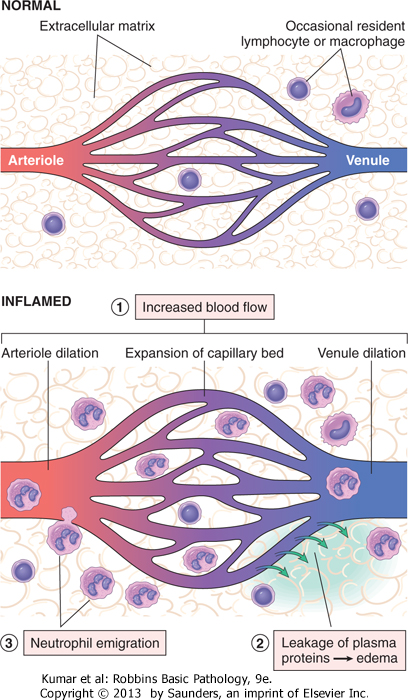 NORMAL
Extracellular matrix
Occasional resident
lymphocyte or macrophage
Arteriole
Venule
INFLAMED
1 Increased blood flow
Arteriole dilation
Expansion of capillary bed
Venule dilation
3 Neutrophil emigration
2 Leakage of plasma
proteins → edema
Kumar et al: Robbins Basic Pathology, 9e.
Copyright © 2013 by Saunders, an imprint of Elsevier Inc.